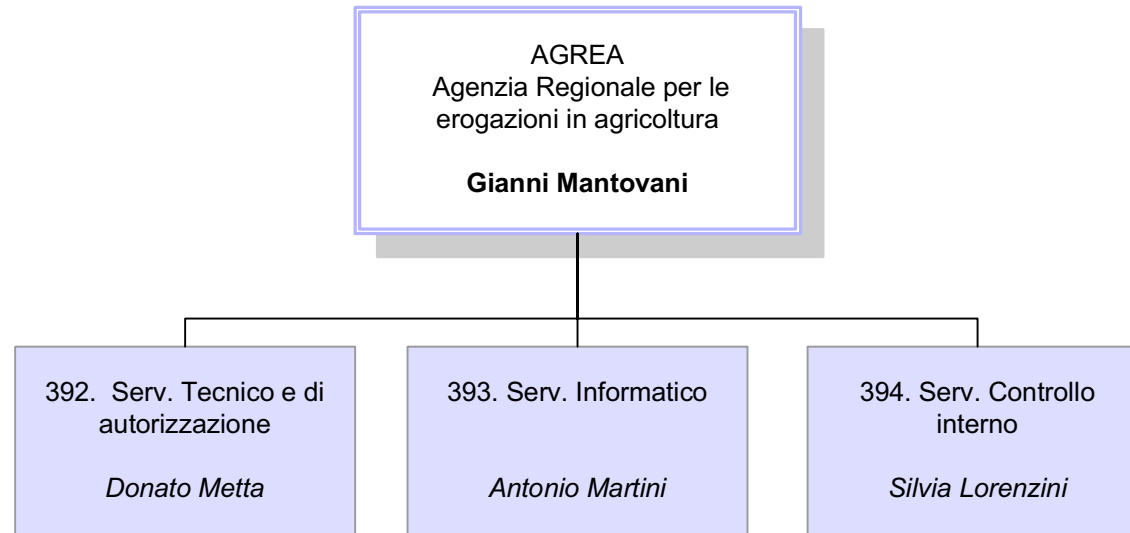 AGREA
Agenzia Regionale per le
erogazioni in agricoltura
Gianni Mantovani
392. Serv. Tecnico e di
autorizzazione
Donato Metta
393. Serv. Informatico
Antonio Martini
394. Serv. Controllo
interno
Silvia Lorenzini